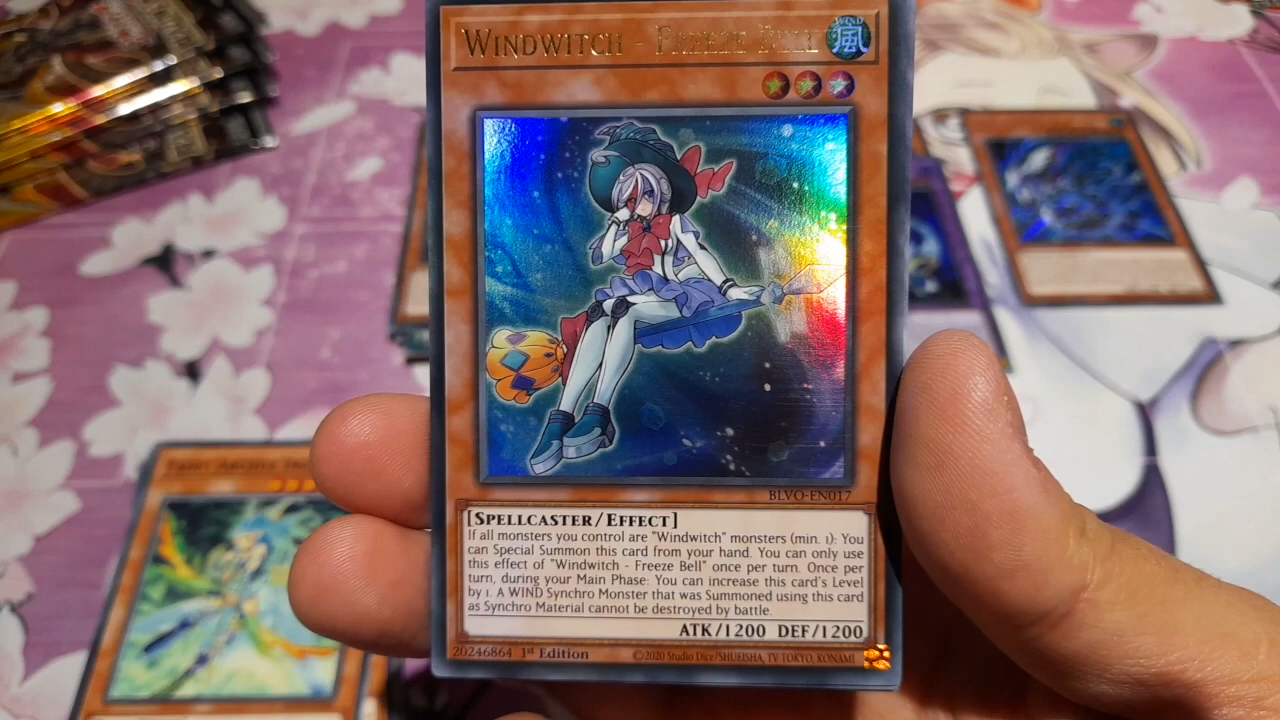 WINDWITCH - FREEZE BELL
WIND
風
BLVO-EN017
[SPELLCASTER/EFFECT]
If all monsters you control are "Windwitch" monsters (min. 1): You
can Special Summon this card from your hand. You can only use
this effect of "Windwitch - Freeze Bell" once per turn. Once per
turn, during your Main Phase: You can increase this card's Level
by 1. A WIND Synchro Monster that was Summoned using this card
as Synchro Material cannot be destroyed by battle.
ATK/1200 DEF/1200
20246864 1st Edition ©2020 Studio Dice/SHUEISHA, TV TOKYO, KONAMI